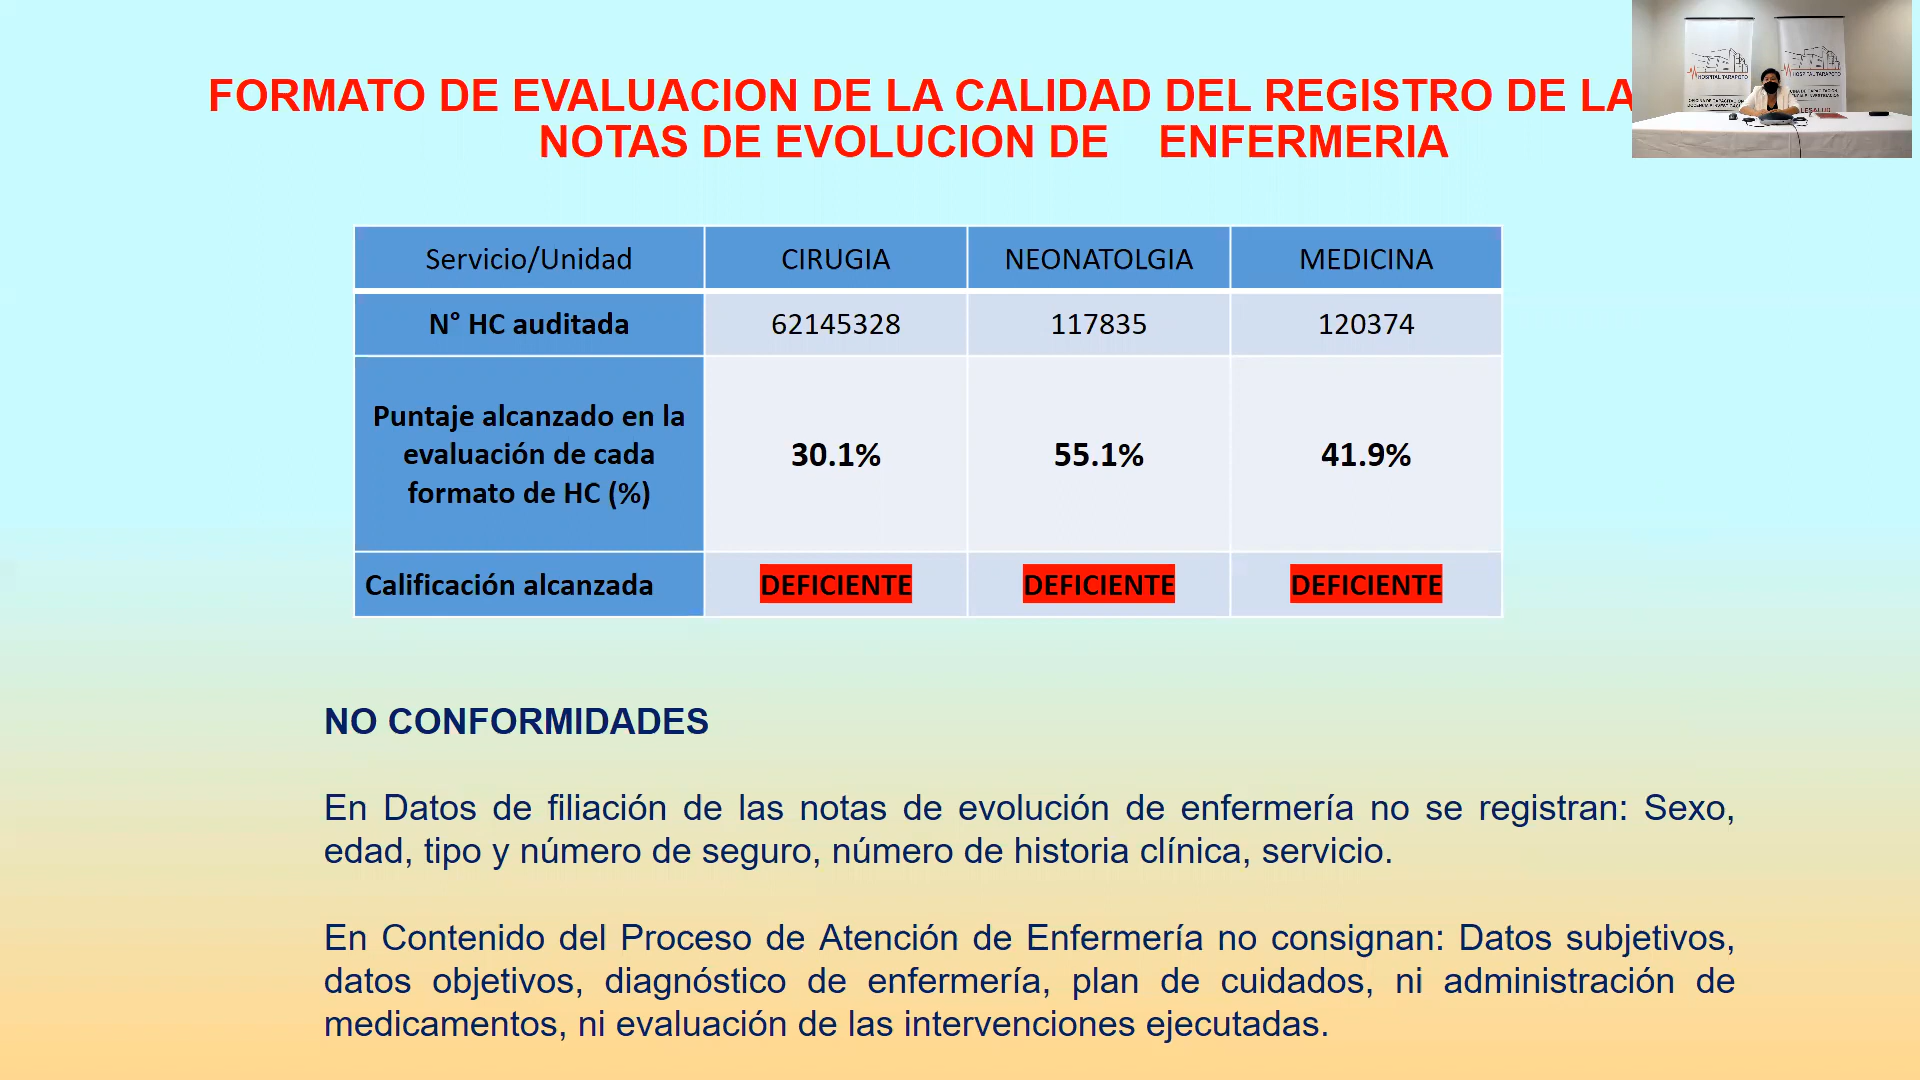 FORMATO DE EVALUACION DE LA CALIDAD DEL REGISTRO DE LA
NOTAS DE EVOLUCION DE ENFERMERIA
Servicio/Unidad CIRUGIA NEONATOLGIA MEDICINA
N° HC auditada 62145328 117835 120374
Puntaje alcanzado en la
evaluación de cada
formato de HC (%)
30.1% 55.1% 41.9%
Calificación alcanzada DEFICIENTE DEFICIENTE DEFICIENTE
NO CONFORMIDADES
En Datos de filiación de las notas de evolución de enfermería no se registran: Sexo,
edad, tipo y número de seguro, número de historia clínica, servicio.
En Contenido del Proceso de Atención de Enfermería no consignan: Datos subjetivos,
datos objetivos, diagnóstico de enfermería, plan de cuidados, ni administración de
medicamentos, ni evaluación de las intervenciones ejecutadas.
HOSPITAL TARAPOTO
HOSPITAL TARAPOTO